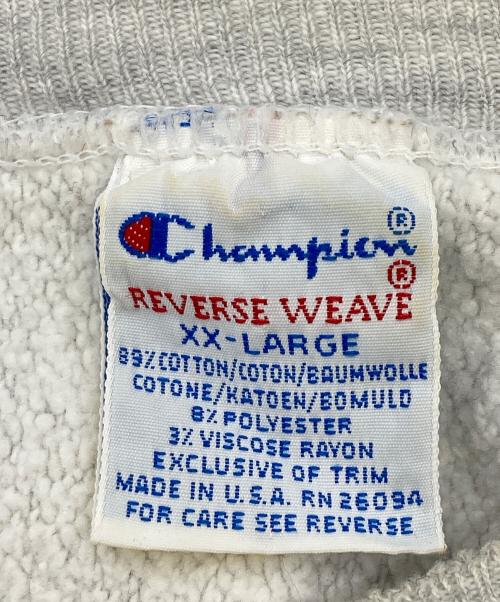 Champion ®
REVERSE WEAVE ®
XX-LARGE
89% COTTON/COTON/BAUMWOLLE
COTONE/KATOEN/BOMULD
8% POLYESTER
3% VISCOSE RAYON
EXCLUSIVE OF TRIM
MADE IN U.S.A. RN 26094
FOR CARE SEE REVERSE